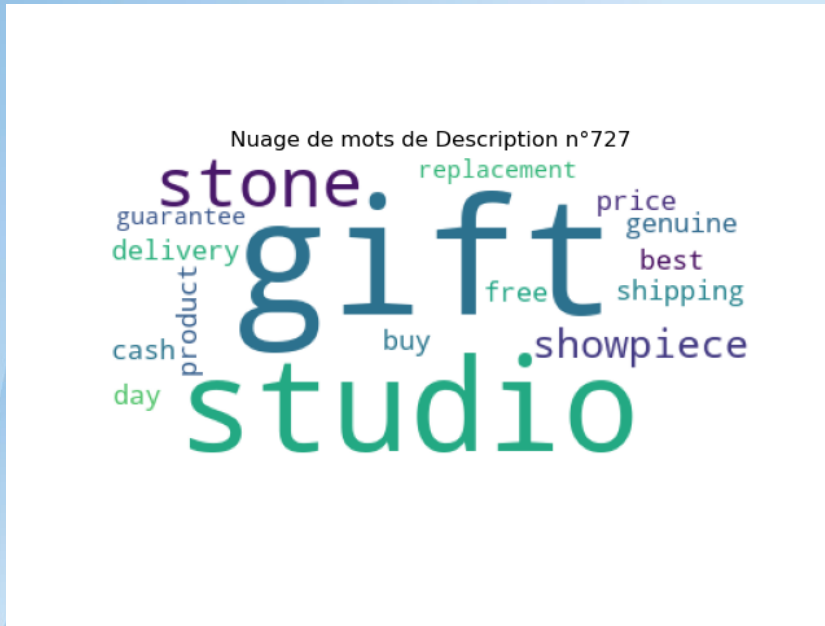 Nuage de mots de Description n°727
stone
replacement
gift
price
guarantee
genuine
delivery
best
product
free
shipping
buy
showpiece
cash
studio
day